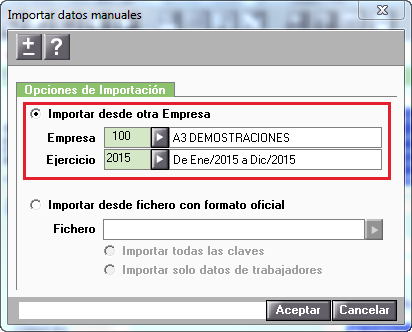 Importar datos manuales
± ?
Opciones de Importación
Importar desde otra Empresa
Empresa 100 A3 DEMOSTRACIONES
Ejercicio 2015 De Ene/2015 a Dic/2015
Importar desde fichero con formato oficial
Fichero
Importar todas las claves
Importar solo datos de trabajadores
Aceptar Cancelar